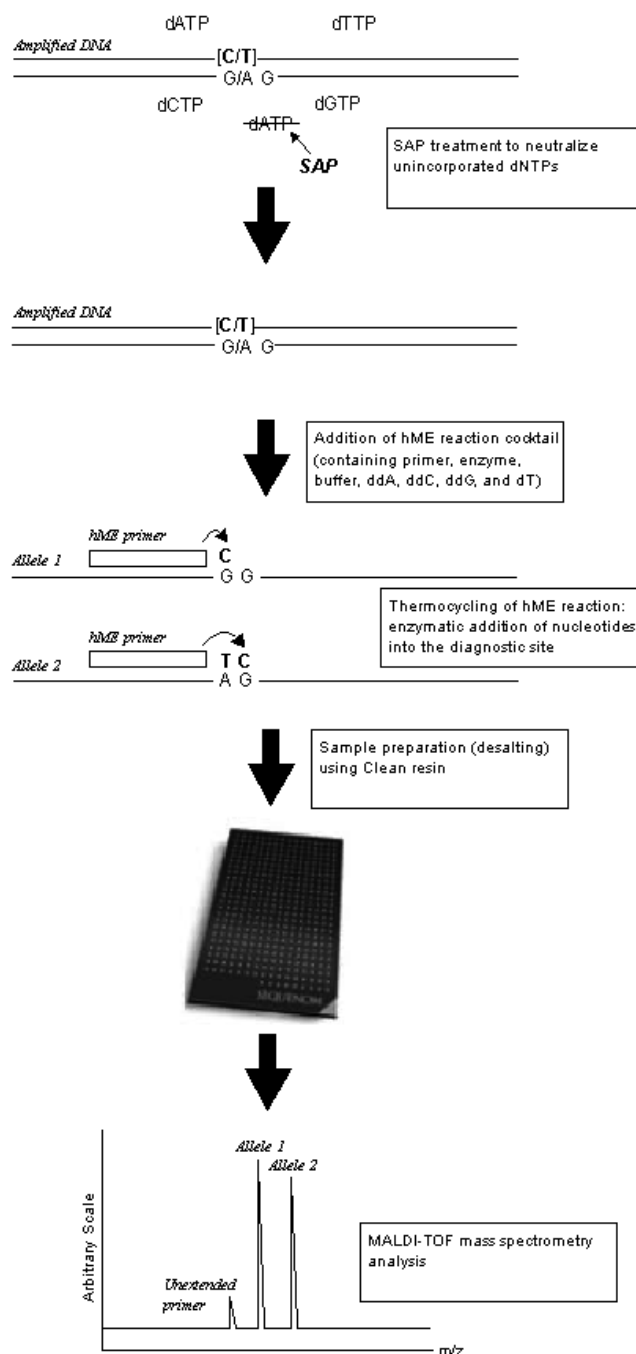 dATP dTTP
Amplified DNA
[C/T]
G/A G
dCTP dGTP
dATP
SAP
SAP treatment to neutralize
unincorporated dNTPs
Amplified DNA
[C/T]
G/A G
Addition of hME reaction cocktail
(containing primer, enzyme,
buffer, ddA, ddC, ddG, and dT)
hME primer
Allele 1
C
G G
Thermocycling of hME reaction:
enzymatic addition of nucleotides
into the diagnostic site
hME primer
Allele 2
T C
A G
Sample preparation (desalting)
using Clean resin
SEQUENOM
Allele 1
Allele 2
Arbitrary Scale
Unextended
primer
MALDI-TOF mass spectrometry
analysis
m/z